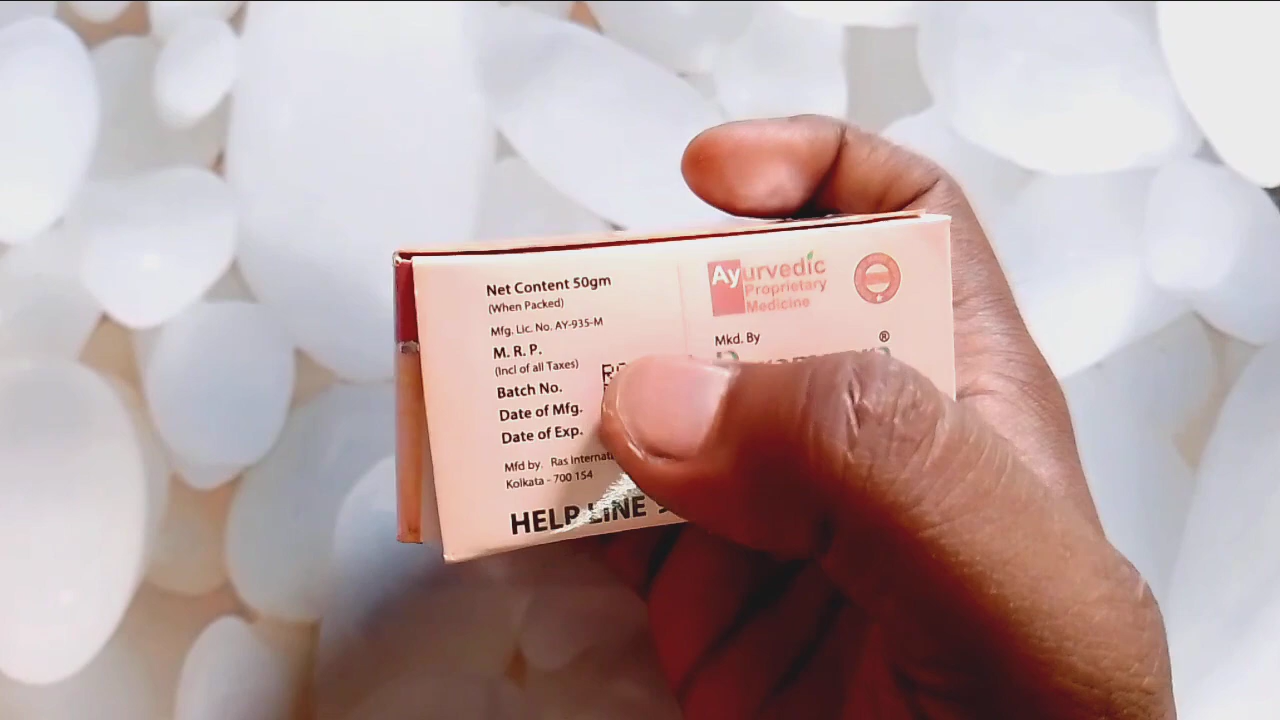 Net Content 50gm
(When Packed)
Mfg. Lic. No. AY-935-M
M. R. P.
(Incl of all Taxes)
Batch No.
Date of Mfg.
Date of Exp.
Mfd by. Ras
Kolkata - 700 154
HELP LINE
Ayurvedic
Proprietary
Medicine
Mkd. By
®